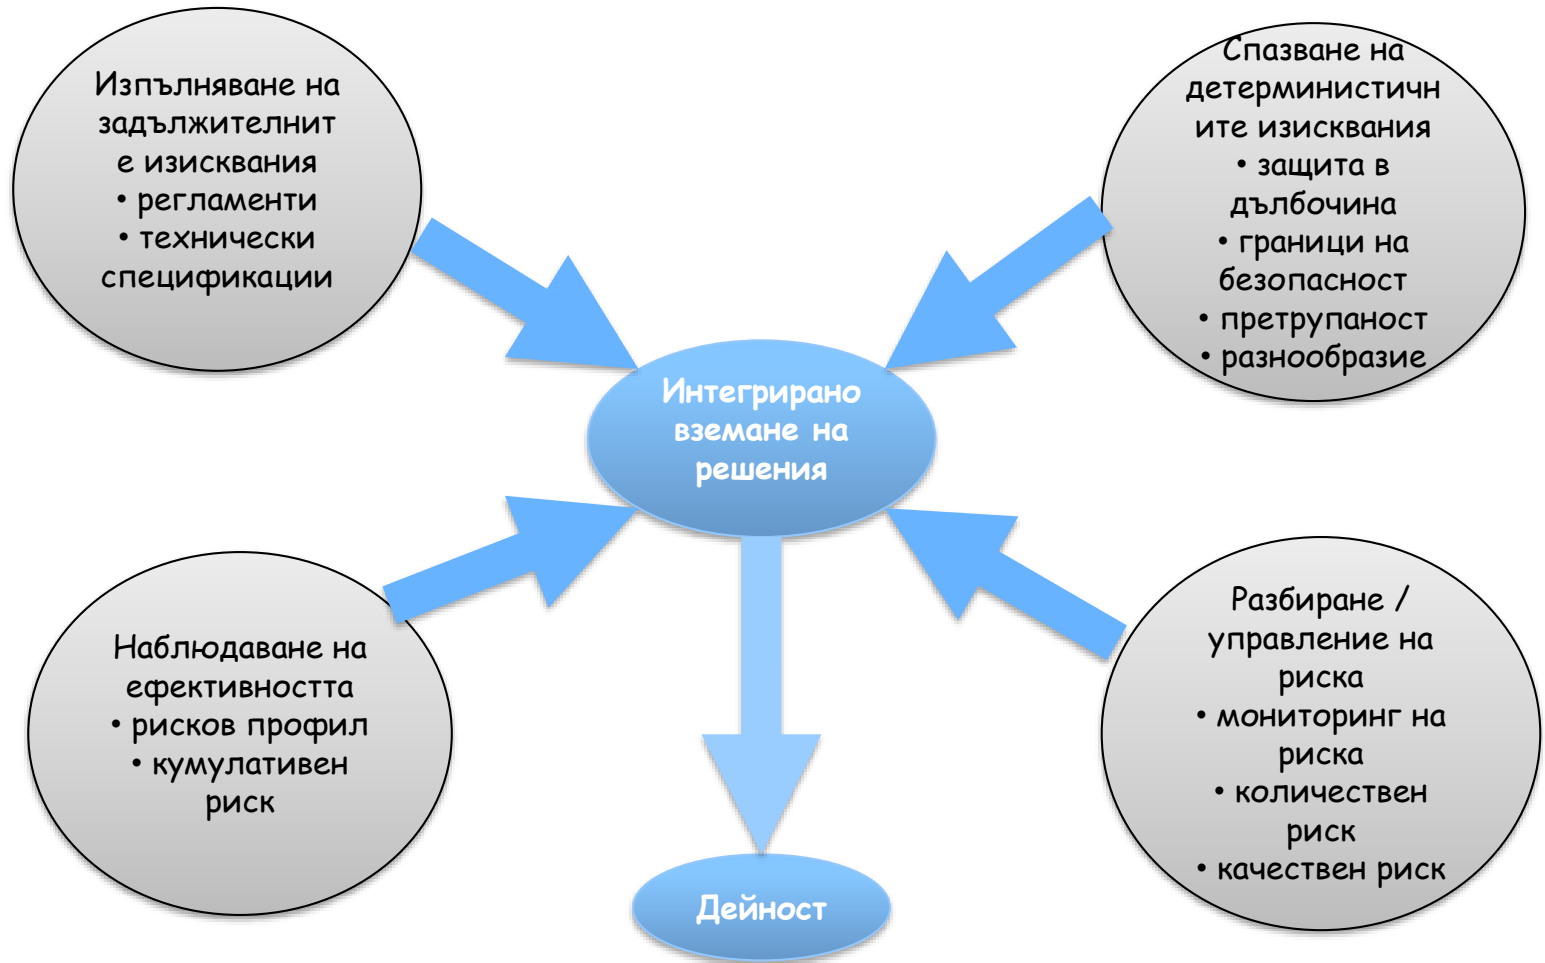 Изпълняване на
задължителнит
е изисквания
• регламенти
• технически
спецификации
Спазване на
детерминистичн
ите изисквания
• защита в
дълбочина
• граници на
безопасност
• претрупаност
• разнообразие
Интегрирано
вземане на
решения
Наблюдаване на
ефективността
• рисков профил
• кумулативен
риск
Разбиране /
управление на
риска
• мониторинг на
риска
• количествен
риск
• качествен риск
Дейност